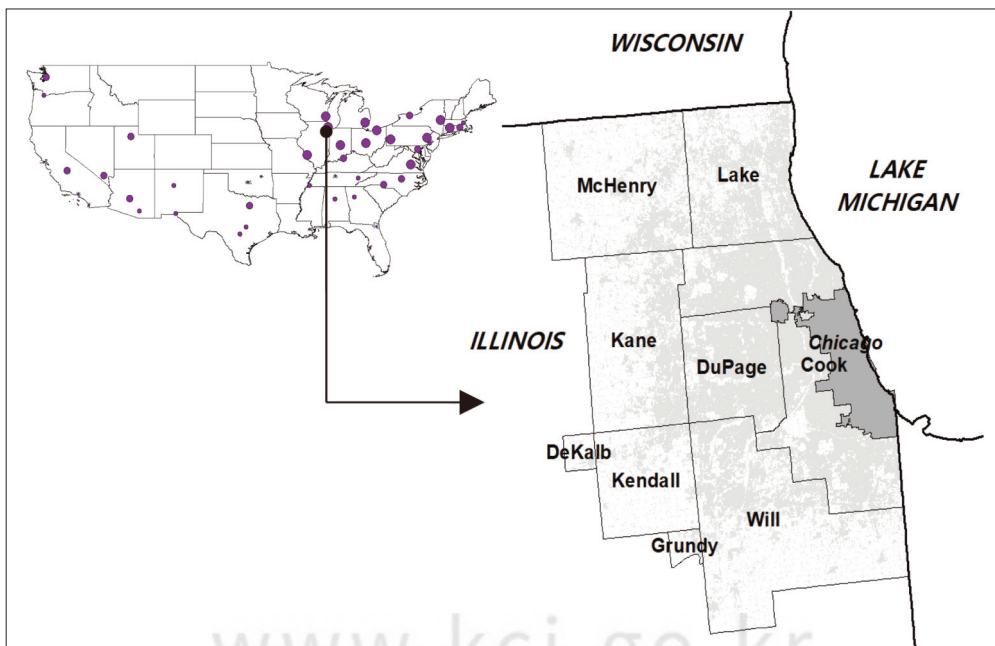 WISCONSIN
LAKE
MICHIGAN
McHenry
Lake
ILLINOIS
Kane
DuPage
Chicago
Cook
DeKalb
Kendall
Will
Grundy
www.kci.go.kr